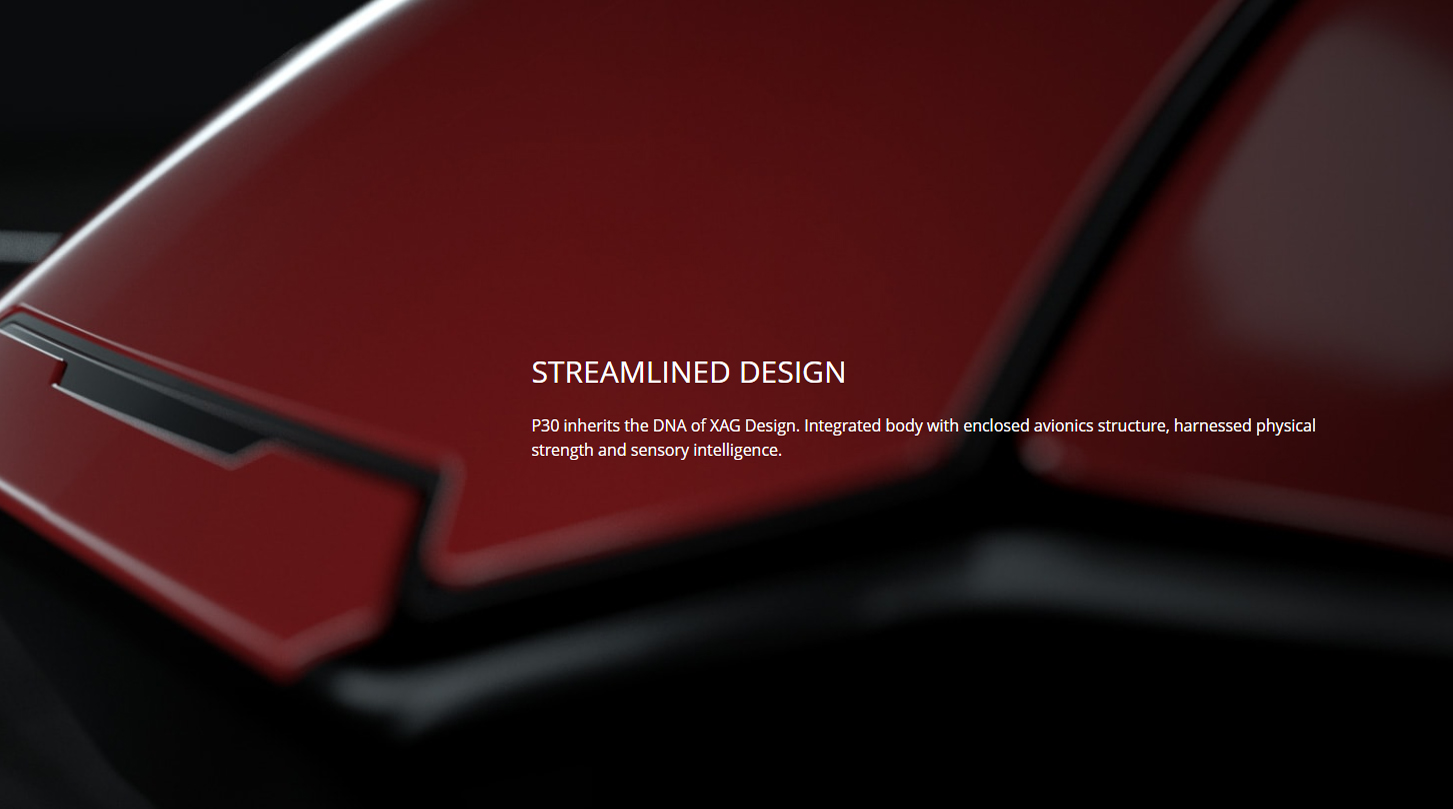 STREAMLINED DESIGN
P30 inherits the DNA of XAG Design. Integrated body with enclosed avionics structure, harnessed physical
strength and sensory intelligence.